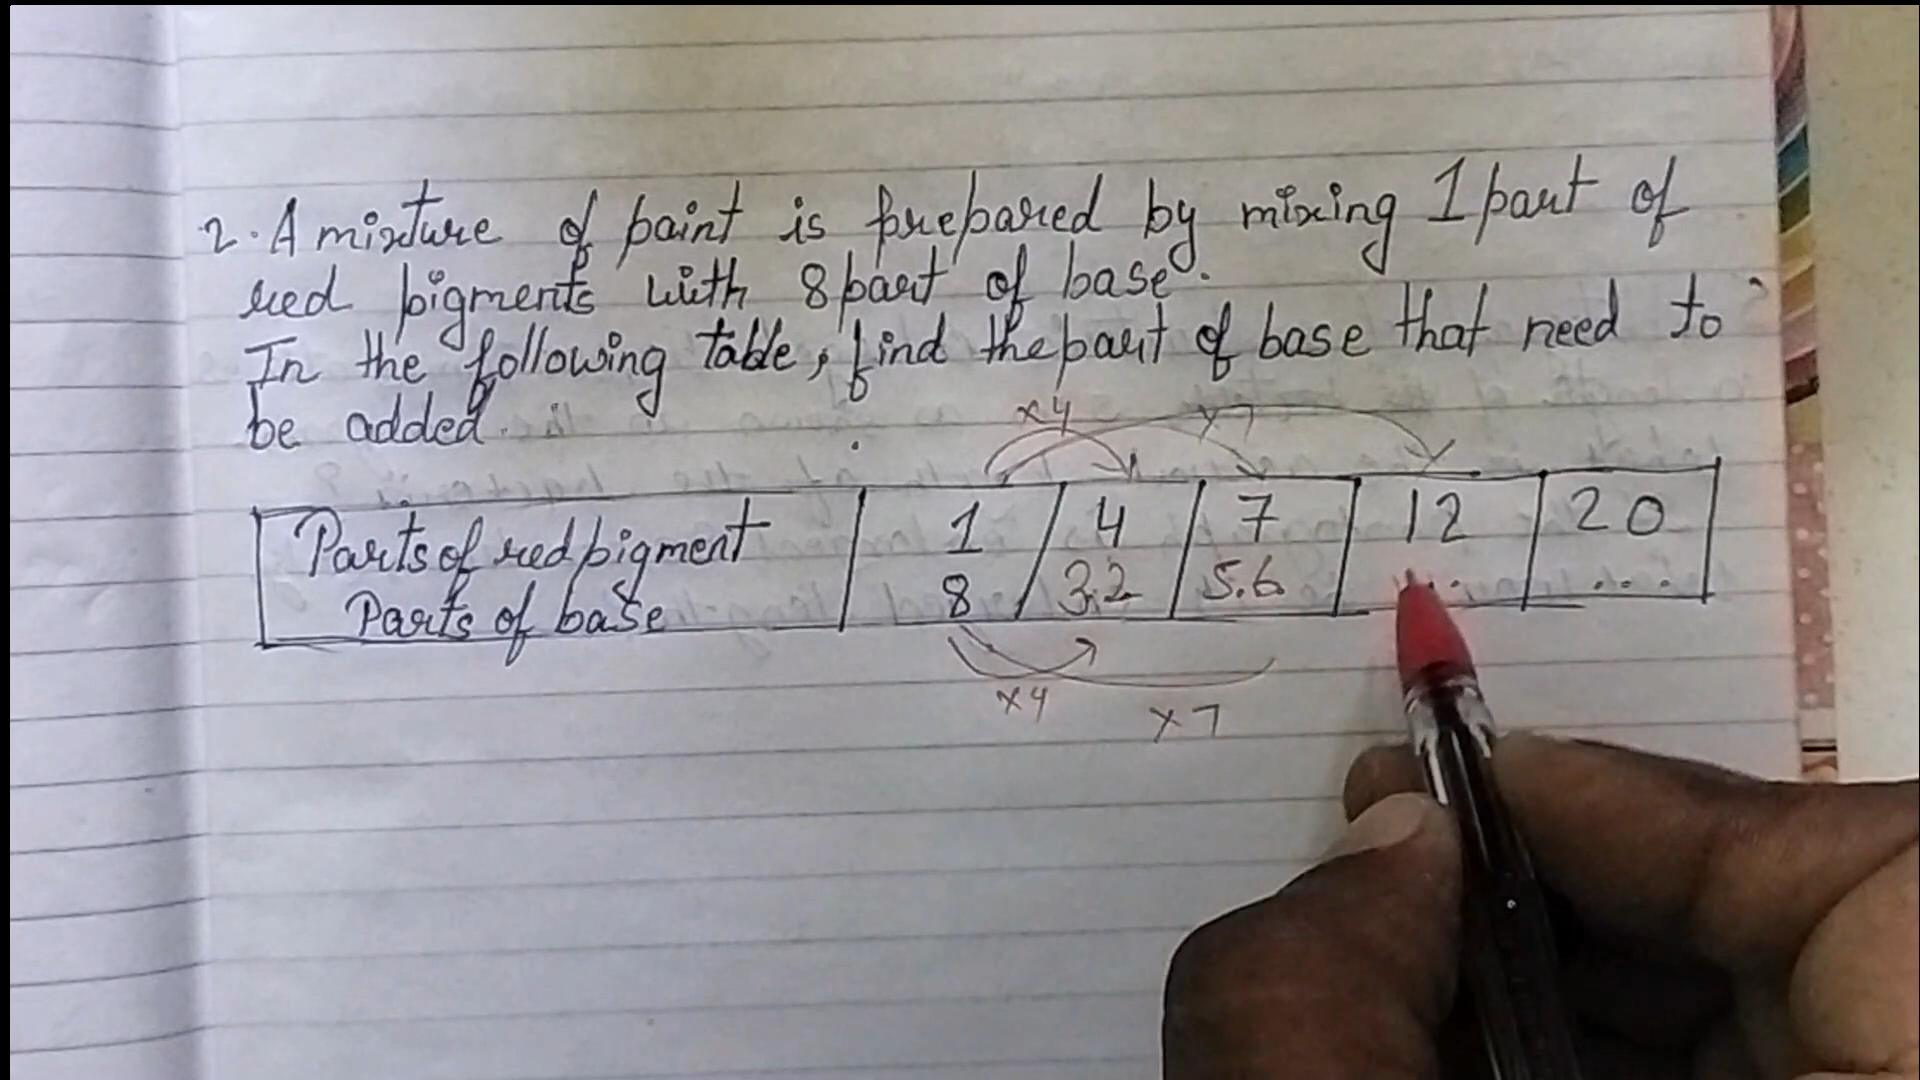 2. A mixture of paint is prepared by mixing 1 part of
red pigments with 8 part of base.
In the following table, find the part of base that need to
be added.
×4 ×7
Parts of red pigment 1 4 7 12 20
Parts of base 8 32 56 ... ...
×4 ×7